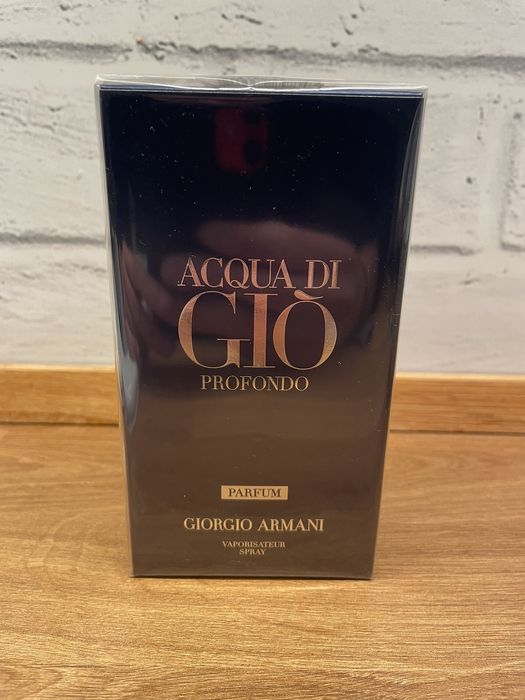 ACQUA DI
GIÒ
PROFONDO
PARFUM
GIORGIO ARMANI
VAPORISATEUR
SPRAY